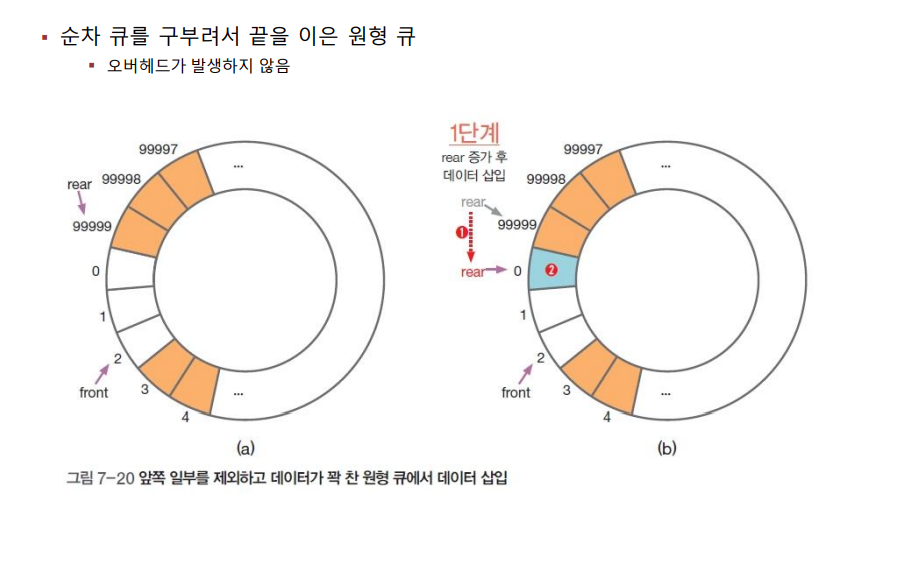 순차 큐를 구부려서 끝을 이은 원형 큐
오버헤드가 발생하지 않음
99997
...
99998
rear
99999
0
1
2
front
3
4
...
(a)
1단계
rear 증가 후
데이터 삽입
99997
...
99998
rear
99999
1
rear
0
2
1
2
front
3
4
...
(b)
그림 7-20 앞쪽 일부를 제외하고 데이터가 꽉 찬 원형 큐에서 데이터 삽입